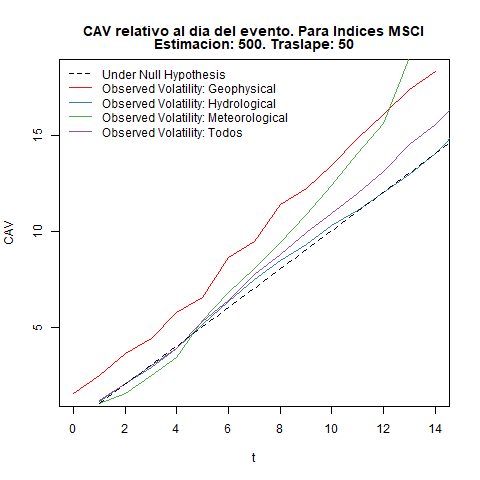 CAV relativo al dia del evento. Para Indices MSCI
Estimacion: 500. Traslape: 50
Under Null Hypothesis
Observed Volatility: Geophysical
Observed Volatility: Hydrological
Observed Volatility: Meteorological
Observed Volatility: Todos
15
10
5
CAV
0 2 4 6 8 10 12 14
t